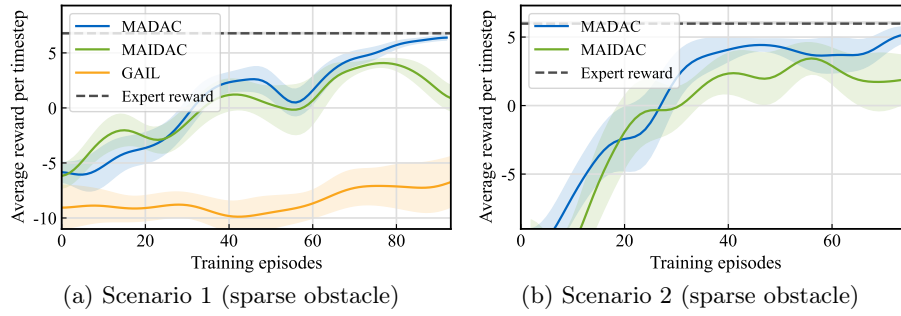 Average reward per timestep
5
0
-5
-10
MADAC
MAIDAC
GAIL
Expert reward
0 20 40 60 80
Training episodes
(a) Scenario 1 (sparse obstacle)
Average reward per timestep
5
0
-5
MADAC
MAIDAC
Expert reward
20 40 60
Training episodes
(b) Scenario 2 (sparse obstacle)